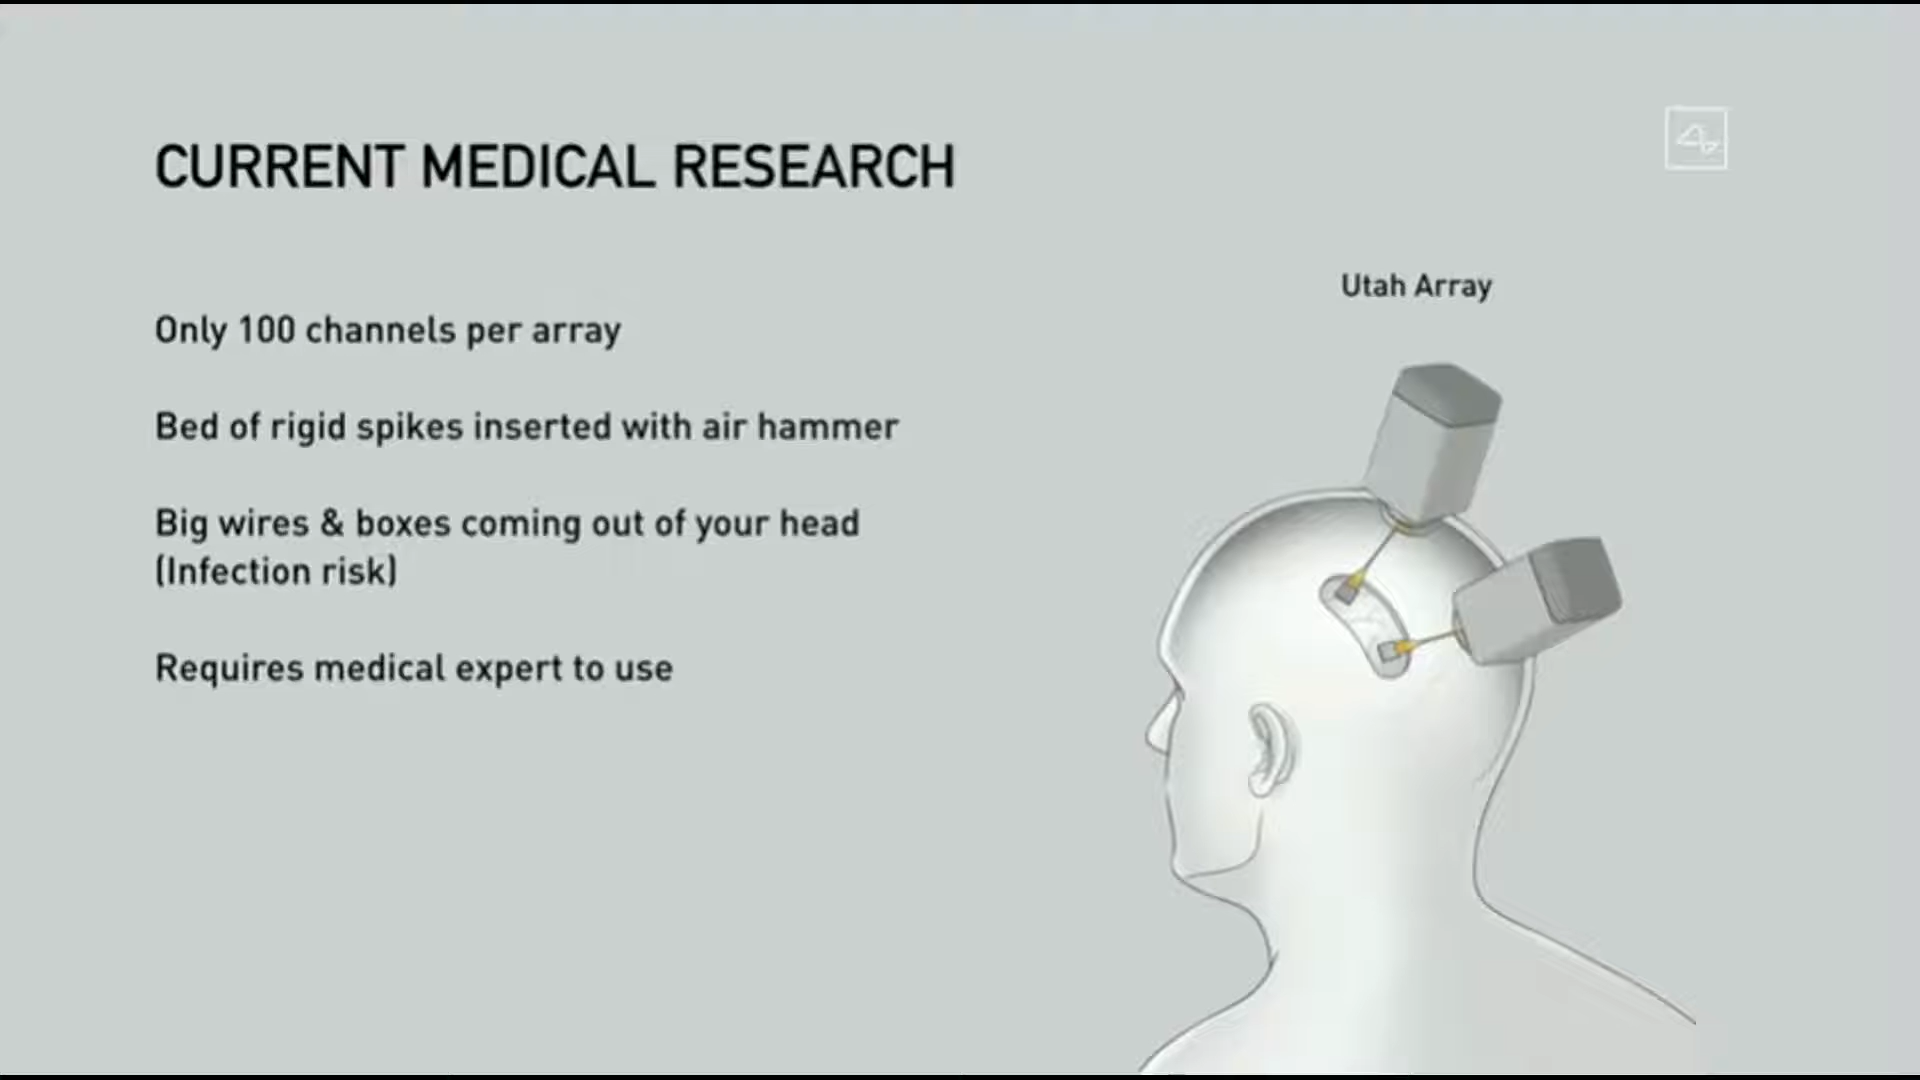 CURRENT MEDICAL RESEARCH
Utah Array
Only 100 channels per array
Bed of rigid spikes inserted with air hammer
Big wires & boxes coming out of your head
(Infection risk)
Requires medical expert to use